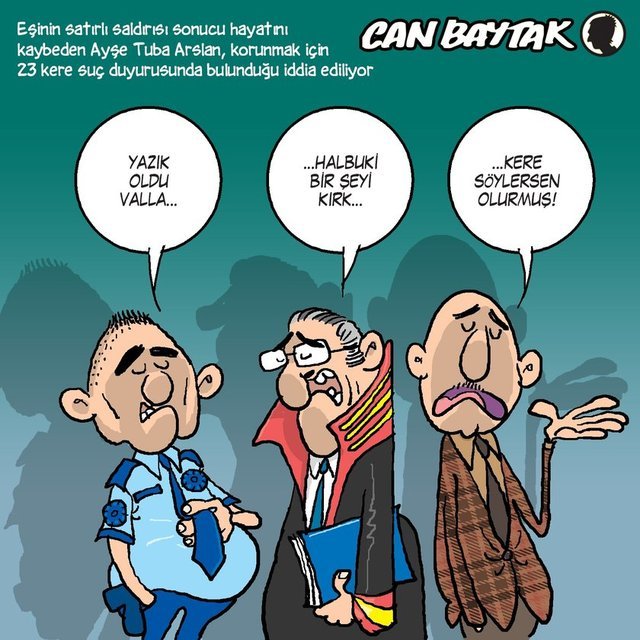 Eşinin satırlı saldırısı sonucu hayatını
kaybeden Ayşe Tuba Arslan, korunmak için
23 kere suç duyurusunda bulunduğu iddia ediliyor
CAN BAYTAK
YAZIK
OLDU
VALLA...
...HALBUKİ
BİR ŞEYİ
KIRK...
...KERE
SÖYLERSEN
OLURMUŞ!